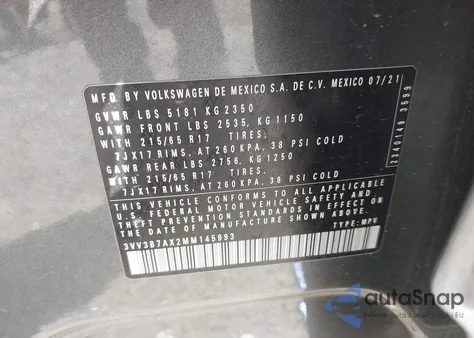 MFD BY VOLKSWAGEN DE MEXICO S.A. DE C.V. MEXICO 07/21
GVWR LBS 5181 KG 2350
GAWR FRONT LBS 2535, KG 1150
WITH 215/65 R17 TIRES,
7JX17 RIMS, AT 260 KPA, 38 PSI COLD
GAWR REAR LBS 2756, KG 1250
WITH 215/65 R17 TIRES,
7JX17 RIMS, AT 260 KPA, 38 PSI COLD
THIS VEHICLE CONFORMS TO ALL APPLICABLE
U.S. FEDERAL MOTOR VEHICLE SAFETY AND
THEFT PREVENTION STANDARDS IN EFFECT ON
THE DATE OF MANUFACTURE SHOWN ABOVE.
3VV3B7AX2MM145993 TYPE: MPV
3340149 3599
autoSnap